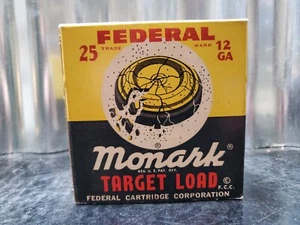 FEDERAL
25 TRADE MARK 12 GA
Monark®
REG. U.S. PAT. OFF.
TARGET LOAD ©
F.C.C.
FEDERAL CARTRIDGE CORPORATION